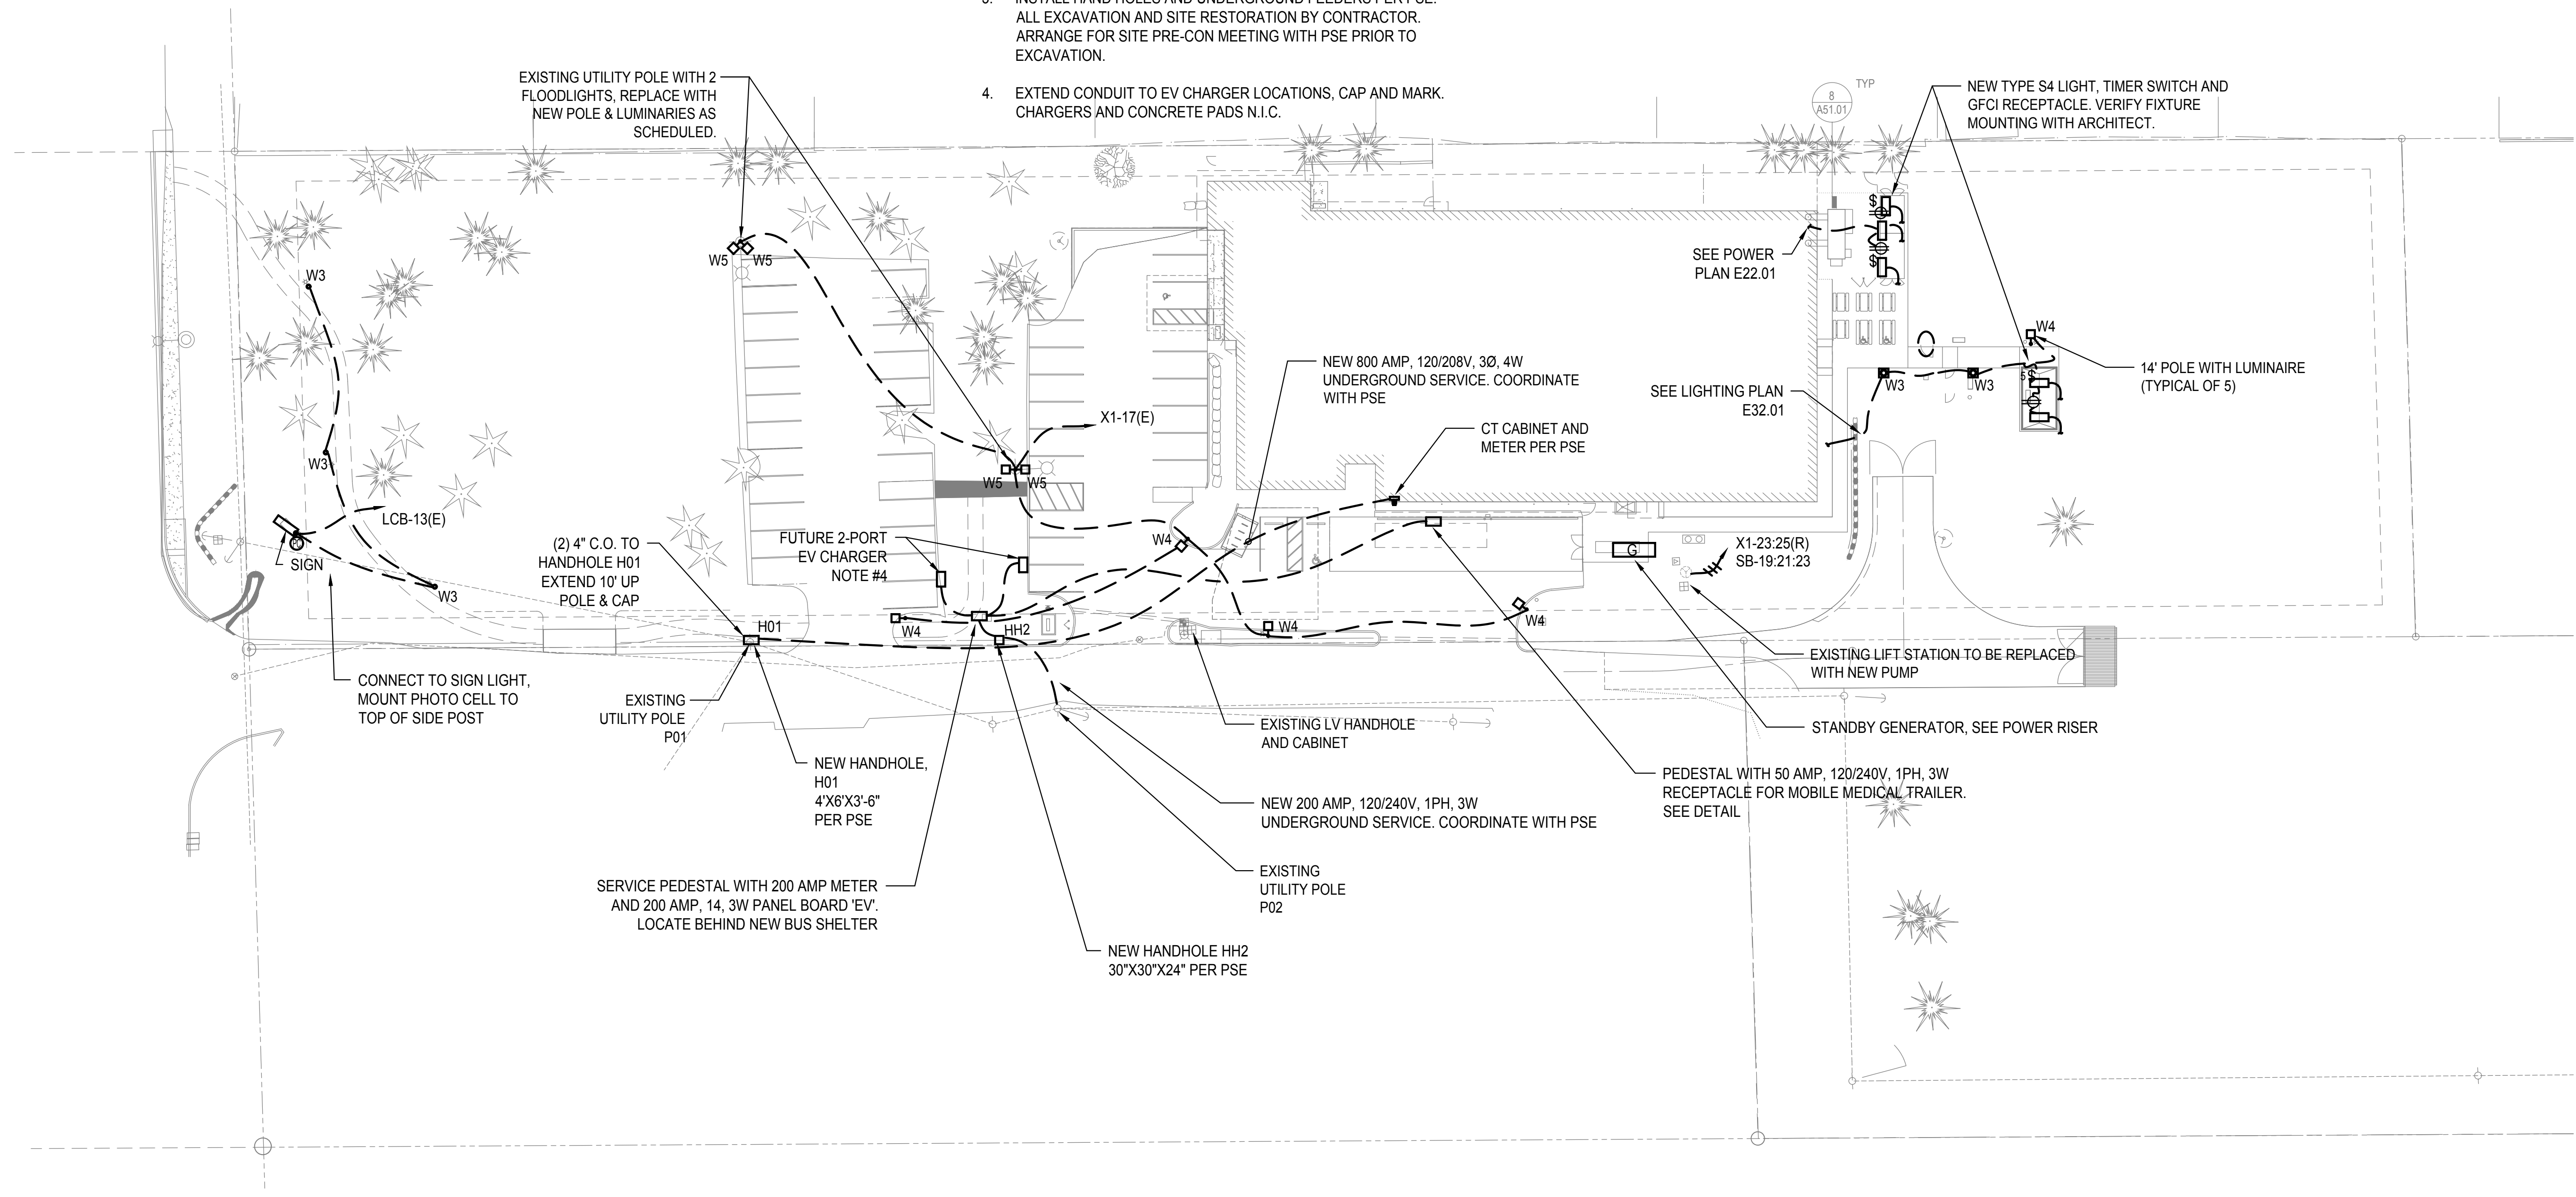 3. INSTALL HAND HOLES AND UNDERGROUND FEEDERS PER PSE.
ALL EXCAVATION AND SITE RESTORATION BY CONTRACTOR.
ARRANGE FOR SITE PRE-CON MEETING WITH PSE PRIOR TO
EXCAVATION.
4. EXTEND CONDUIT TO EV CHARGER LOCATIONS, CAP AND MARK.
CHARGERS AND CONCRETE PADS N.I.C.
EXISTING UTILITY POLE WITH 2
FLOODLIGHTS, REPLACE WITH
NEW POLE & LUMINARIES AS
SCHEDULED.
8
A51.01
TYP
NEW TYPE S4 LIGHT, TIMER SWITCH AND
GFCI RECEPTACLE. VERIFY FIXTURE
MOUNTING WITH ARCHITECT.
$
$
W5 W5
SEE POWER
PLAN E22.01
W3
W4
14' POLE WITH LUMINAIRE
(TYPICAL OF 5)
NEW 800 AMP, 120/208V, 3Ø, 4W
UNDERGROUND SERVICE. COORDINATE
WITH PSE
SEE LIGHTING PLAN
E32.01
W3
W3
5$
X1-17(E)
CT CABINET AND
METER PER PSE
W3
W5 W5
LCB-13(E)
PC
SIGN
(2) 4" C.O. TO
HANDHOLE H01
EXTEND 10' UP
POLE & CAP
FUTURE 2-PORT
EV CHARGER
NOTE #4
W4
G
X1-23:25(R)
SB-19:21:23
W3
H01
W4
HH2
W4
W4
CONNECT TO SIGN LIGHT,
MOUNT PHOTO CELL TO
TOP OF SIDE POST
EXISTING
UTILITY POLE
P01
EXISTING LIFT STATION TO BE REPLACED
WITH NEW PUMP
EXISTING LV HANDHOLE
AND CABINET
STANDBY GENERATOR, SEE POWER RISER
NEW HANDHOLE,
H01
4'X6'X3'-6"
PER PSE
PEDESTAL WITH 50 AMP, 120/240V, 1PH, 3W
RECEPTACLE FOR MOBILE MEDICAL TRAILER.
SEE DETAIL
NEW 200 AMP, 120/240V, 1PH, 3W
UNDERGROUND SERVICE. COORDINATE WITH PSE
SERVICE PEDESTAL WITH 200 AMP METER
AND 200 AMP, 14, 3W PANEL BOARD 'EV'.
LOCATE BEHIND NEW BUS SHELTER
EXISTING
UTILITY POLE
P02
NEW HANDHOLE HH2
30"X30"X24" PER PSE